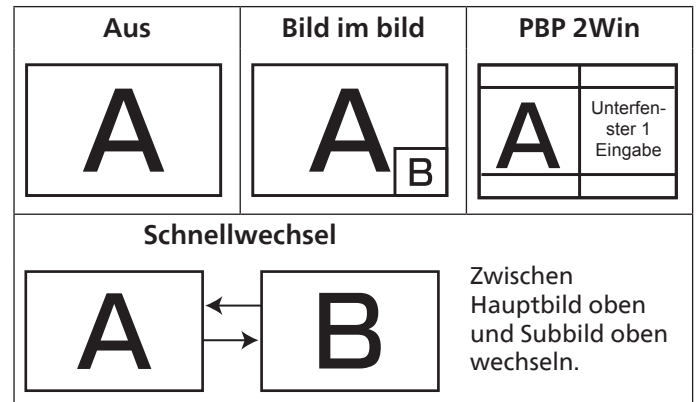 Aus
Bild im bild
PBP 2Win
A
A
B
A
Unterfen-
ster 1
Eingabe
Schnellwechsel
A
B
Zwischen
Hauptbild oben
und Subbild oben
wechseln.